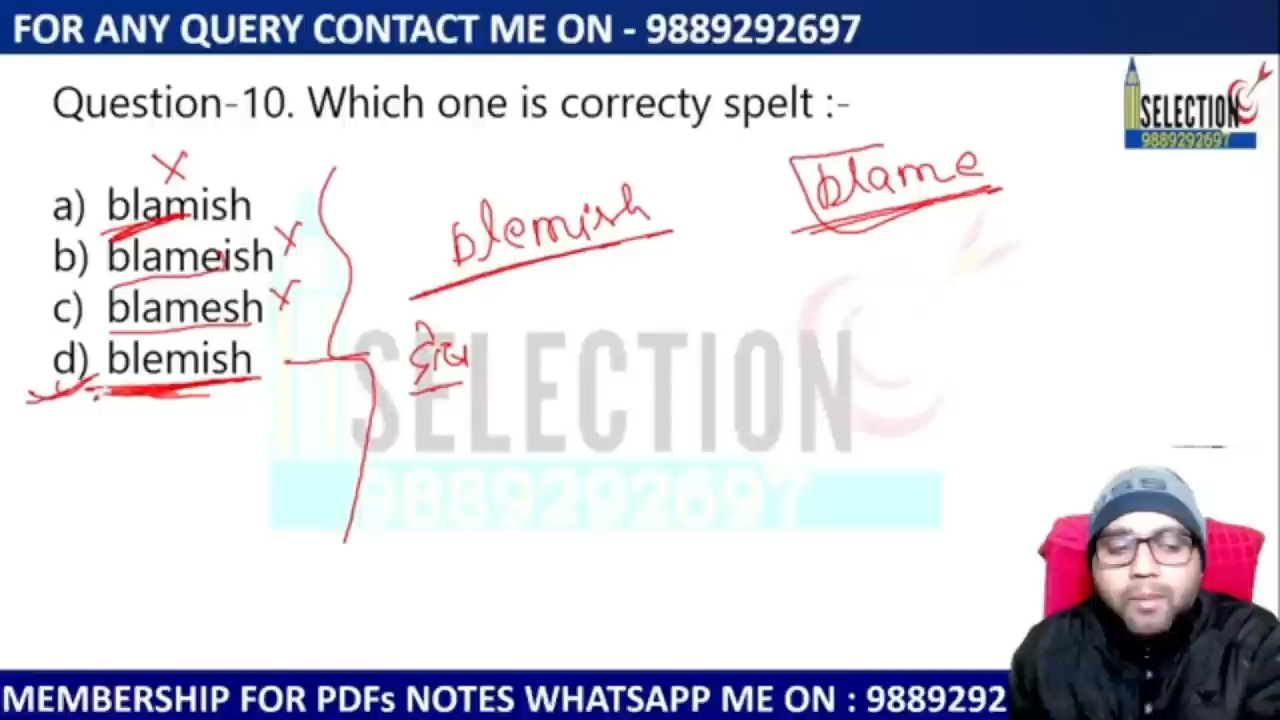 FOR ANY QUERY CONTACT ME ON - 9889292697
SELECTION
9889292697
Question-10. Which one is correcty spelt :-
blame
x
a) blamish
blemish
b) blameish x
c) blamesh x
d) blemish
SELECTION
9889292697
MEMBERSHIP FOR PDFs NOTES WHATSAPP ME ON : 9889292